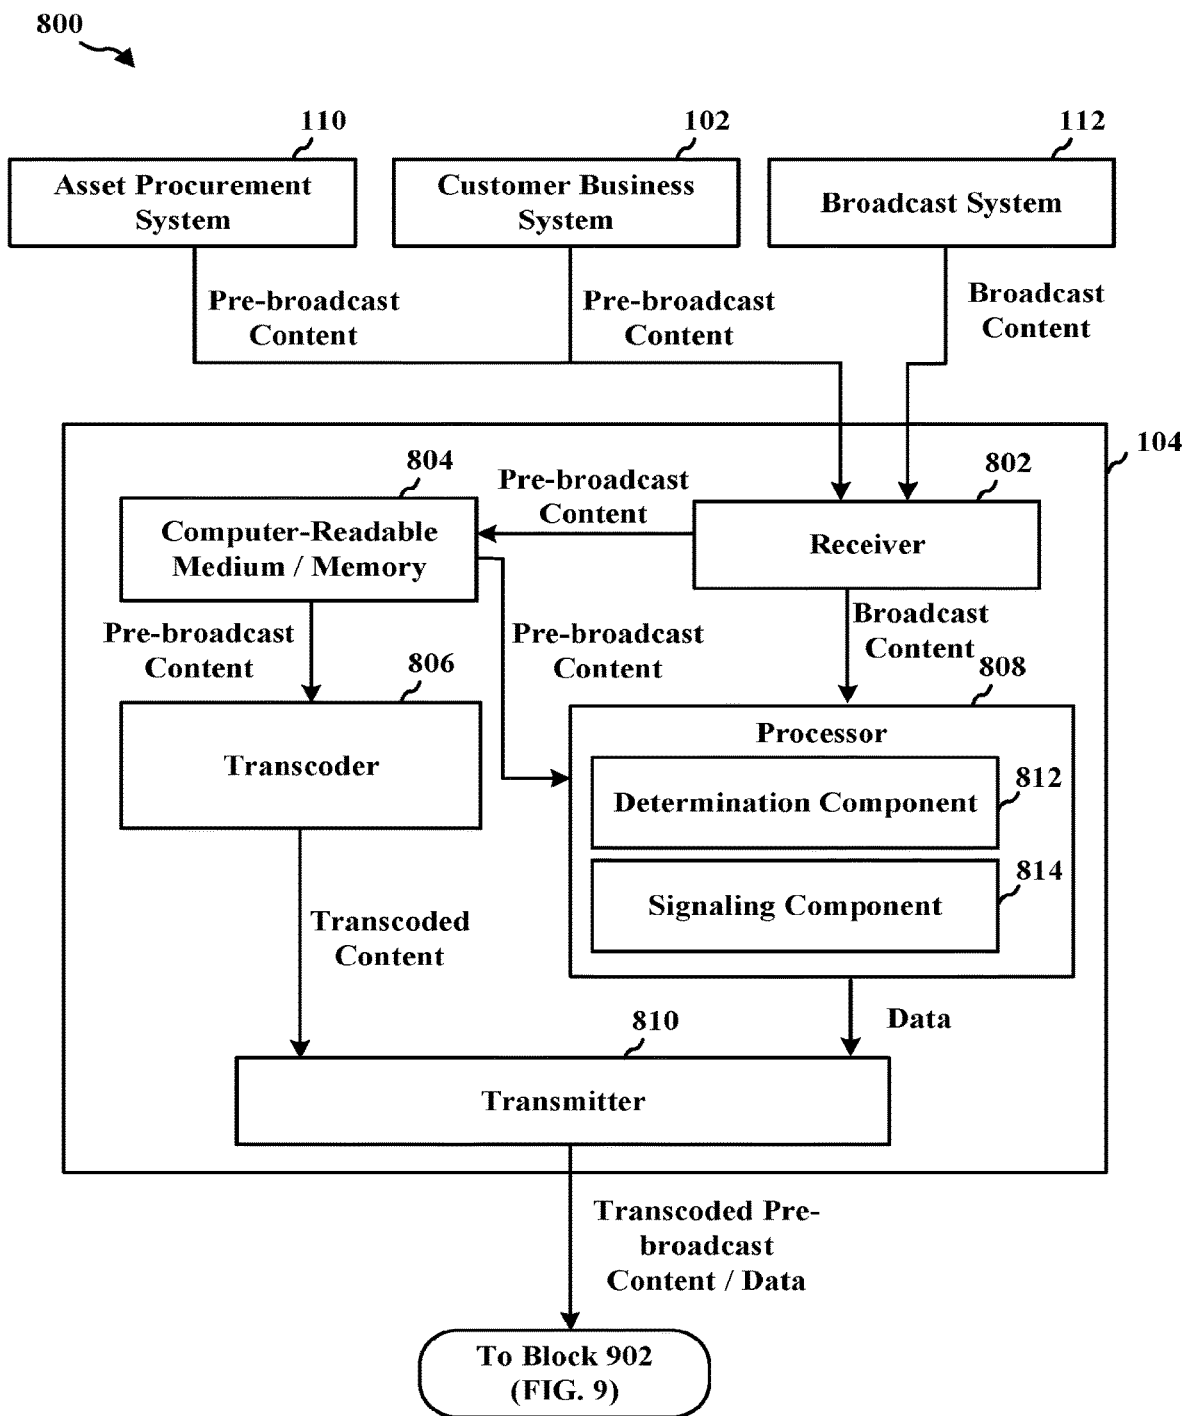 800
110
102
112
Asset Procurement
System
Customer Business
System
Broadcast System
Pre-broadcast
Content
Pre-broadcast
Content
Broadcast
Content
104
804
Pre-broadcast
Content
802
Computer-Readable
Medium / Memory
Receiver
Pre-broadcast
Content
Pre-broadcast
Content
Broadcast
Content
806
808
Transcoder
Processor
Determination Component
812
Signaling Component
814
Transcoded
Content
Data
810
Transmitter
Transcoded Pre-
broadcast
Content / Data
To Block 902
(FIG. 9)